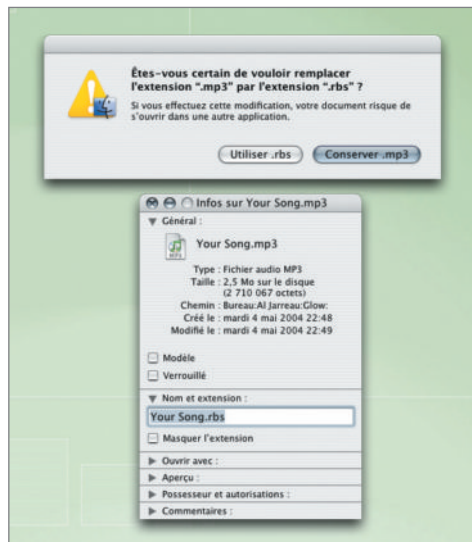 Êtes-vous certain de vouloir remplacer
l'extension “.mp3” par l'extension “.rbs” ?
Si vous effectuez cette modification, votre document risque de
s'ouvrir dans une autre application.
Utiliser .rbs
Conserver .mp3
Infos sur Your Song.mp3
Général :
MP3
Your Song.mp3
Type : Fichier audio MP3
Taille : 2,5 Mo sur le disque
(2 710 067 octets)
Chemin : Bureau:Al Jarreau:Glow:
Créé le : mardi 4 mai 2004 22:48
Modifié le : mardi 4 mai 2004 22:49
Modèle
Verrouillé
Nom et extension :
Your Song.rbs
Masquer l'extension
Ouvrir avec :
Aperçu :
Possesseur et autorisations :
Commentaires :